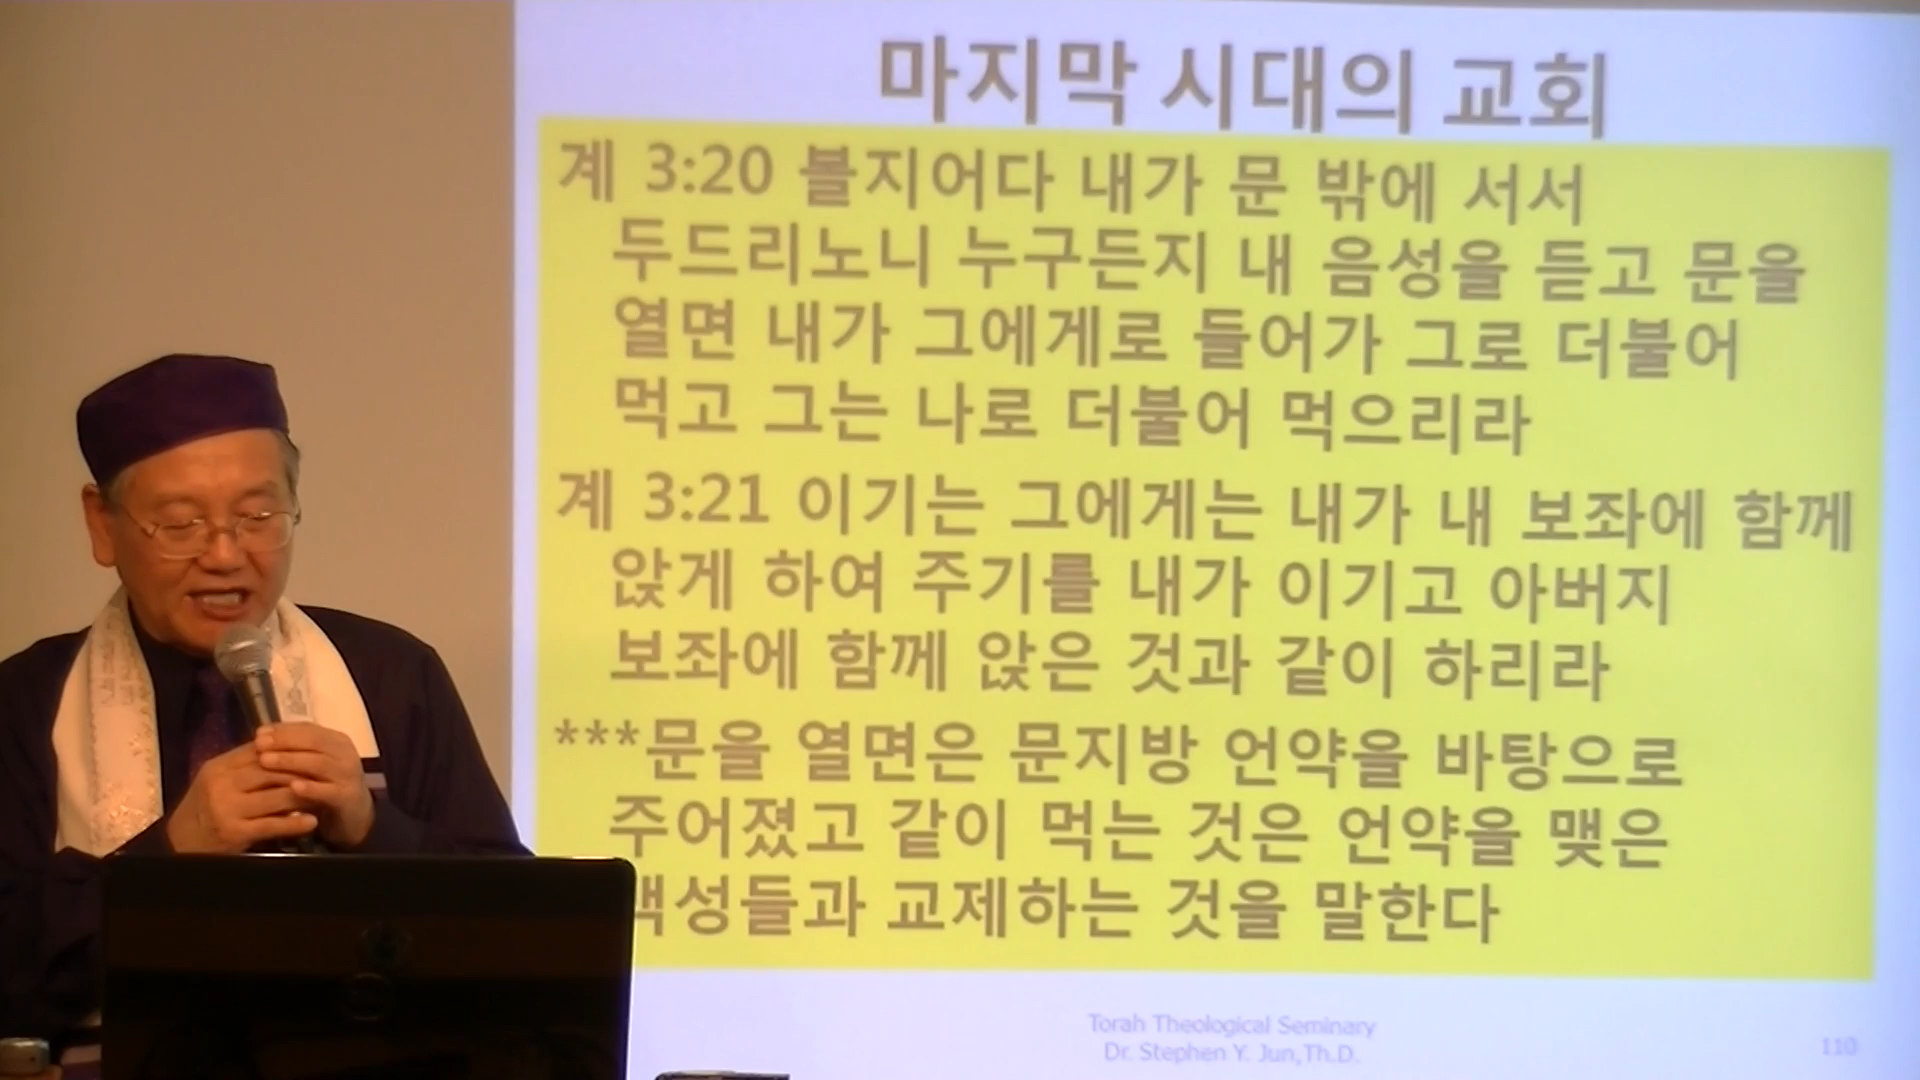 마지막 시대의 교회
계 3:20 볼지어다 내가 문 밖에 서서
두드리노니 누구든지 내 음성을 듣고 문을
열면 내가 그에게로 들어가 그로 더불어
먹고 그는 나로 더불어 먹으리라
계 3:21 이기는 그에게는 내가 내 보좌에 함께
앉게 하여 주기를 내가 이기고 아버지
보좌에 함께 앉은 것과 같이 하리라
***문을 열면은 문지방 언약을 바탕으로
주어졌고 같이 먹는 것은 언약을 맺은
백성들과 교제하는 것을 말한다
Torah Theological Seminary
Dr. Stephen Y. Jun,Th.D.
110